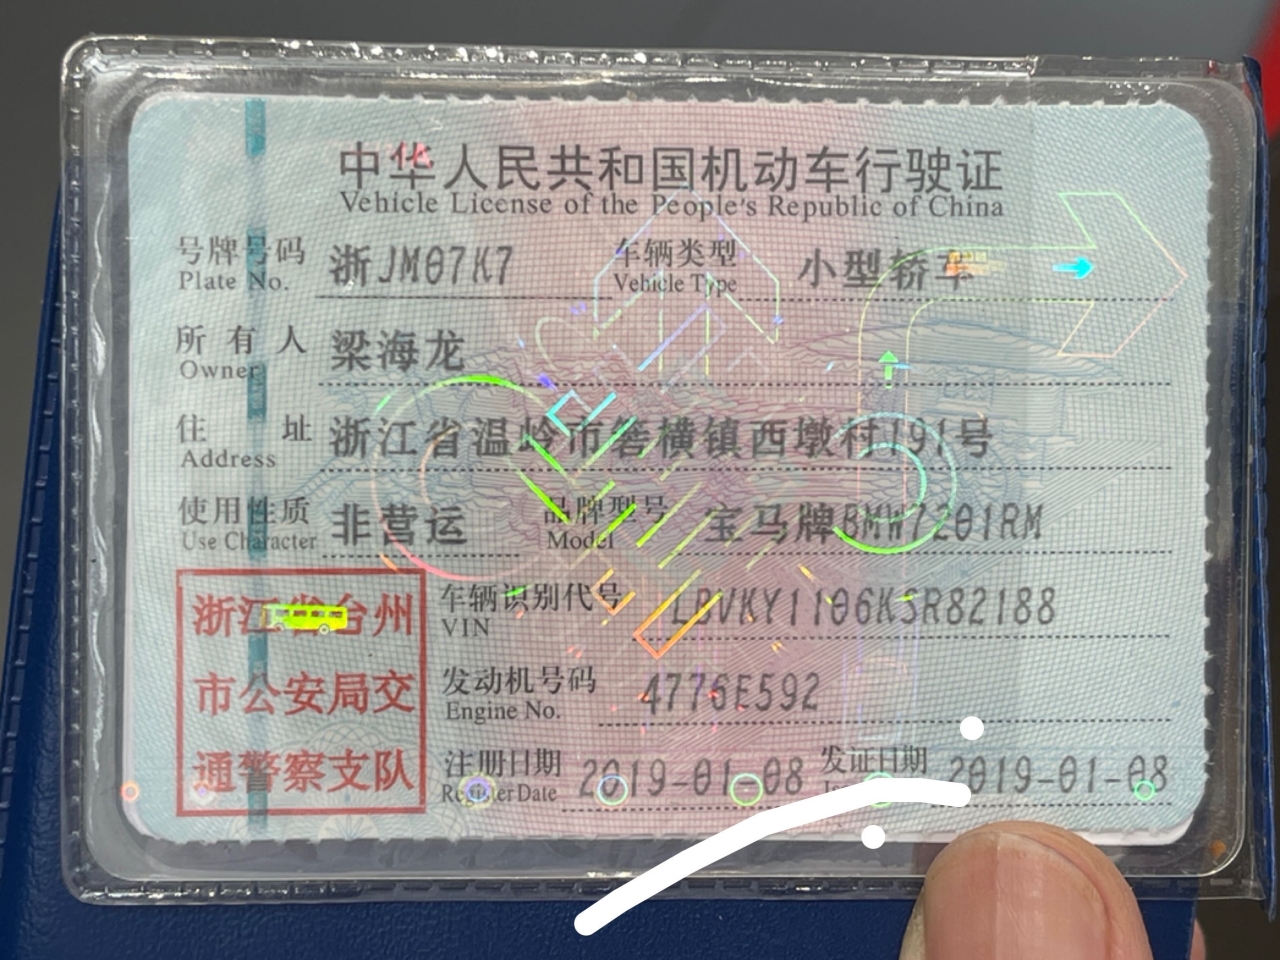 中华人民共和国机动车行驶证
Vehicle License of the People's Republic of China
号牌号码 浙JM07K7 车辆类型 小型轿车
Plate No. Vehicle Type
所有人 梁海龙
Owner
住址 浙江省温岭市箬横镇西墩村191号
Address
使用性质 非营运 品牌型号 宝马牌BMW7201RM
Use Character Model
浙江省台州 车辆识别代号 LBVKY1106KSR82188
VIN
市公安局交 发动机号码 4776E592
Engine No.
通警察支队 注册日期 2019-01-08 发证日期 2019-01-08
Register Date